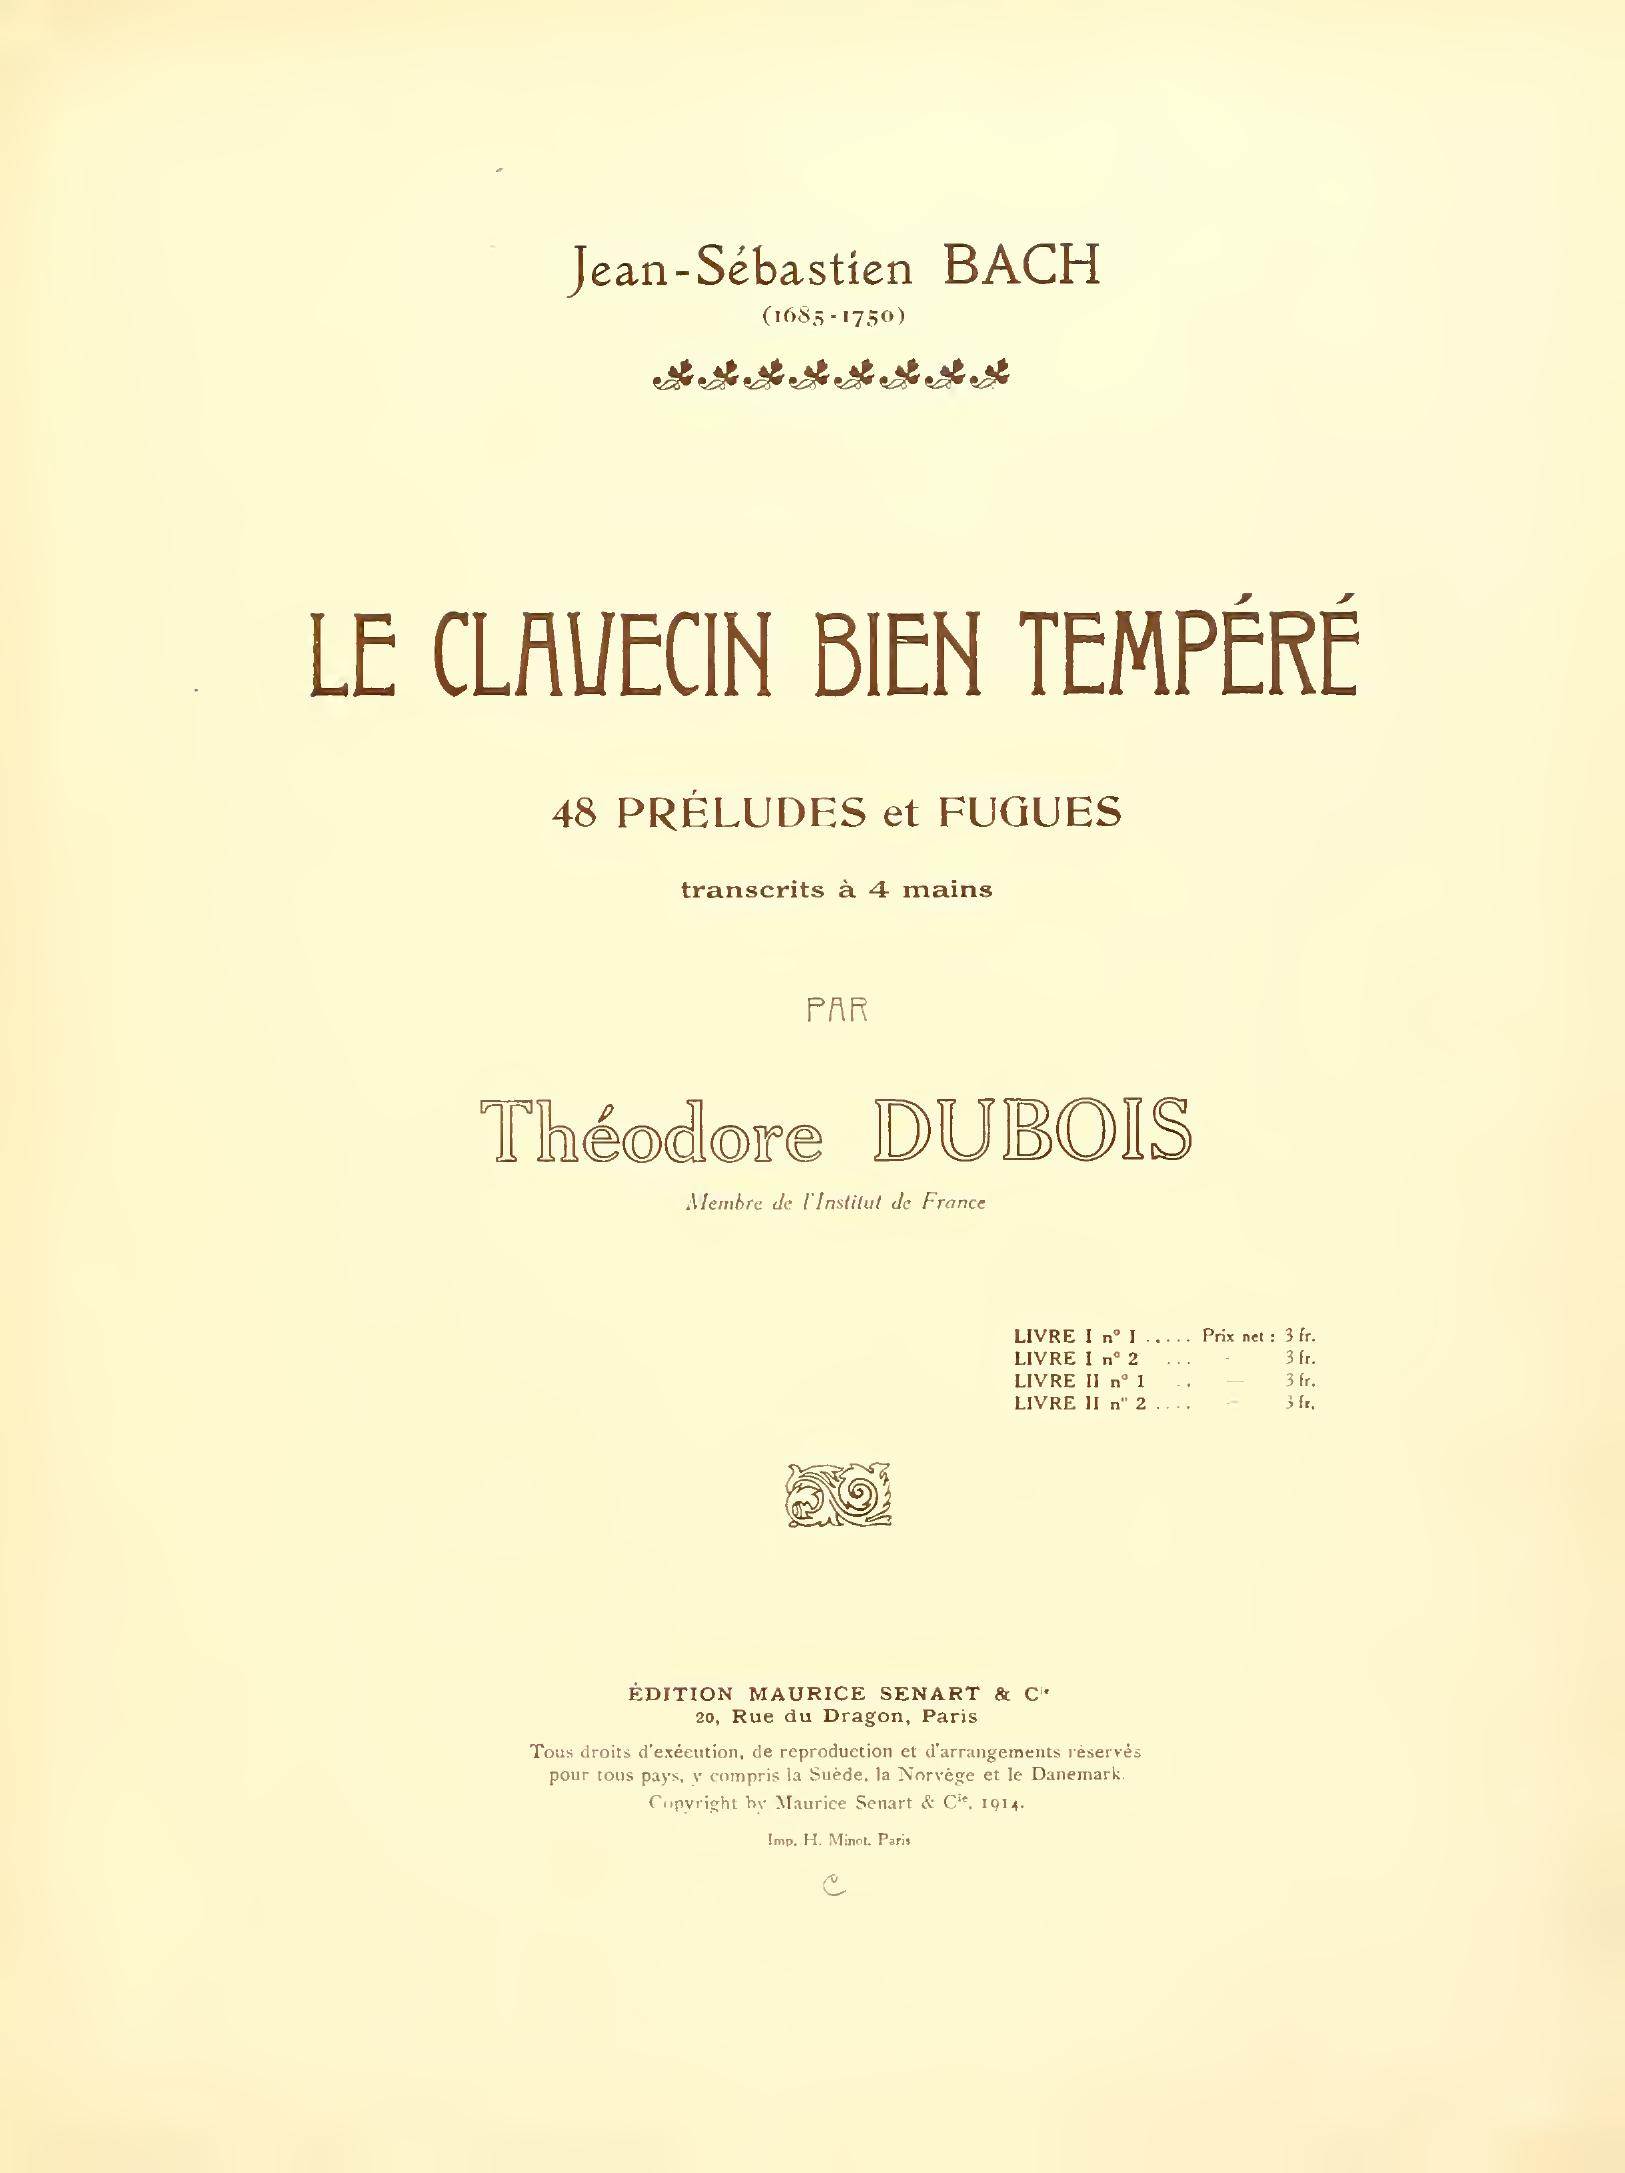 Jean-Sébastien BACH
(1685-1750)
LE CLAVECIN BIEN TEMPÉRÉ
48 PRÉLUDES et FUGUES
transcrits à 4 mains
PAR
Théodore DUBOIS
Membre de l'Institut de France
LIVRE I nº 1 ..... Prix net : 3 fr.
LIVRE I nº 2 ... - 3 fr.
LIVRE II nº 1 .. — 3 fr.
LIVRE II nº 2 .... — 3 fr.
ÉDITION MAURICE SENART & Cie
20, Rue du Dragon, Paris
Tous droits d'exécution, de reproduction et d'arrangements réservés
pour tous pays, y compris la Suède, la Norvège et le Danemark.
Copyright by Maurice Senart & Cie, 1914.
Imp. H. Minot. Paris
C